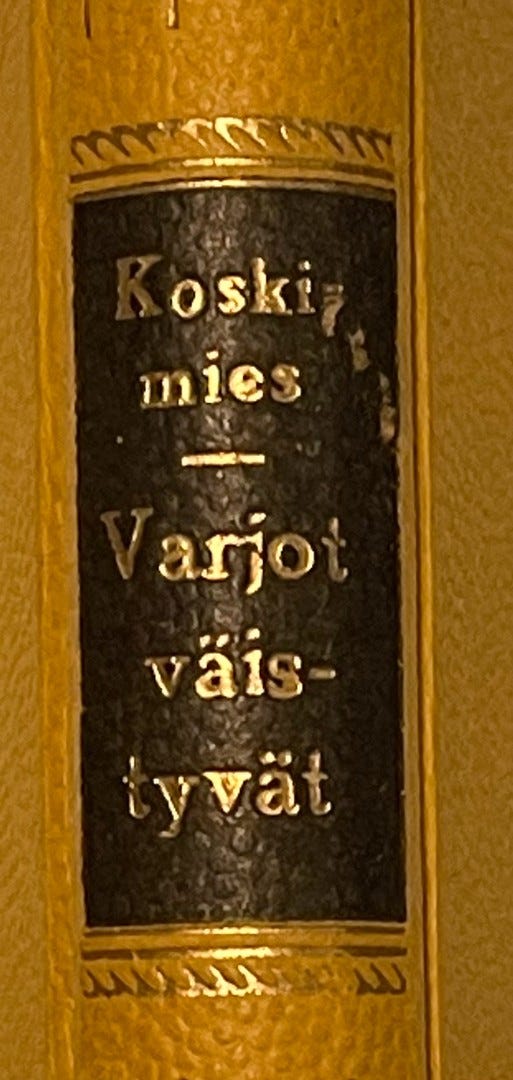 Koski-
mies
Varjot
väis-
tyvät